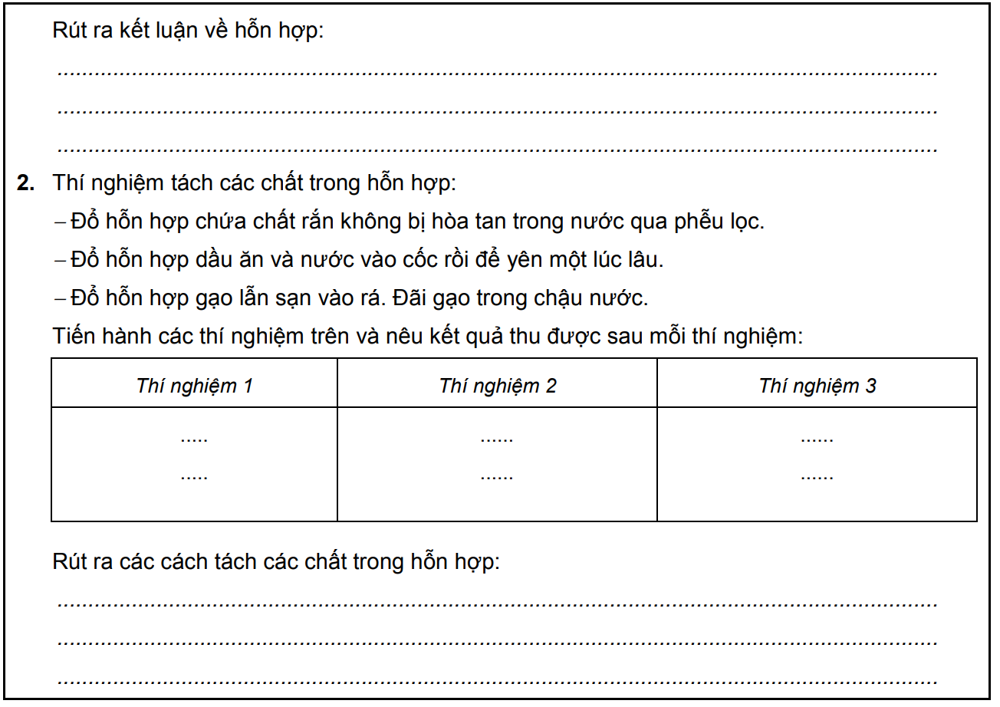 Rút ra kết luận về hỗn hợp:
................................................................................................................................................
................................................................................................................................................
................................................................................................................................................
2. Thí nghiệm tách các chất trong hỗn hợp:
– Đổ hỗn hợp chứa chất rắn không bị hòa tan trong nước qua phễu lọc.
– Đổ hỗn hợp dầu ăn và nước vào cốc rồi để yên một lúc lâu.
– Đổ hỗn hợp gạo lẫn sạn vào rá. Đãi gạo trong chậu nước.
Tiến hành các thí nghiệm trên và nêu kết quả thu được sau mỗi thí nghiệm:
Thí nghiệm 1 Thí nghiệm 2 Thí nghiệm 3
..... ...... ......
..... ...... ......
Rút ra các cách tách các chất trong hỗn hợp:
................................................................................................................................................
................................................................................................................................................
................................................................................................................................................